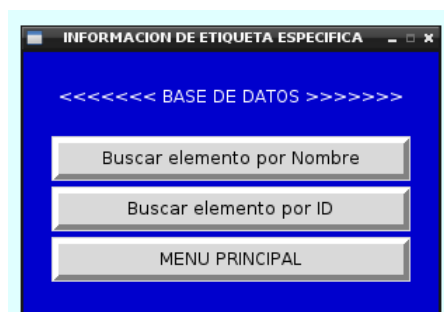 INFORMACION DE ETIQUETA ESPECIFICA
<<<<<<< BASE DE DATOS >>>>>>>
Buscar elemento por Nombre
Buscar elemento por ID
MENU PRINCIPAL